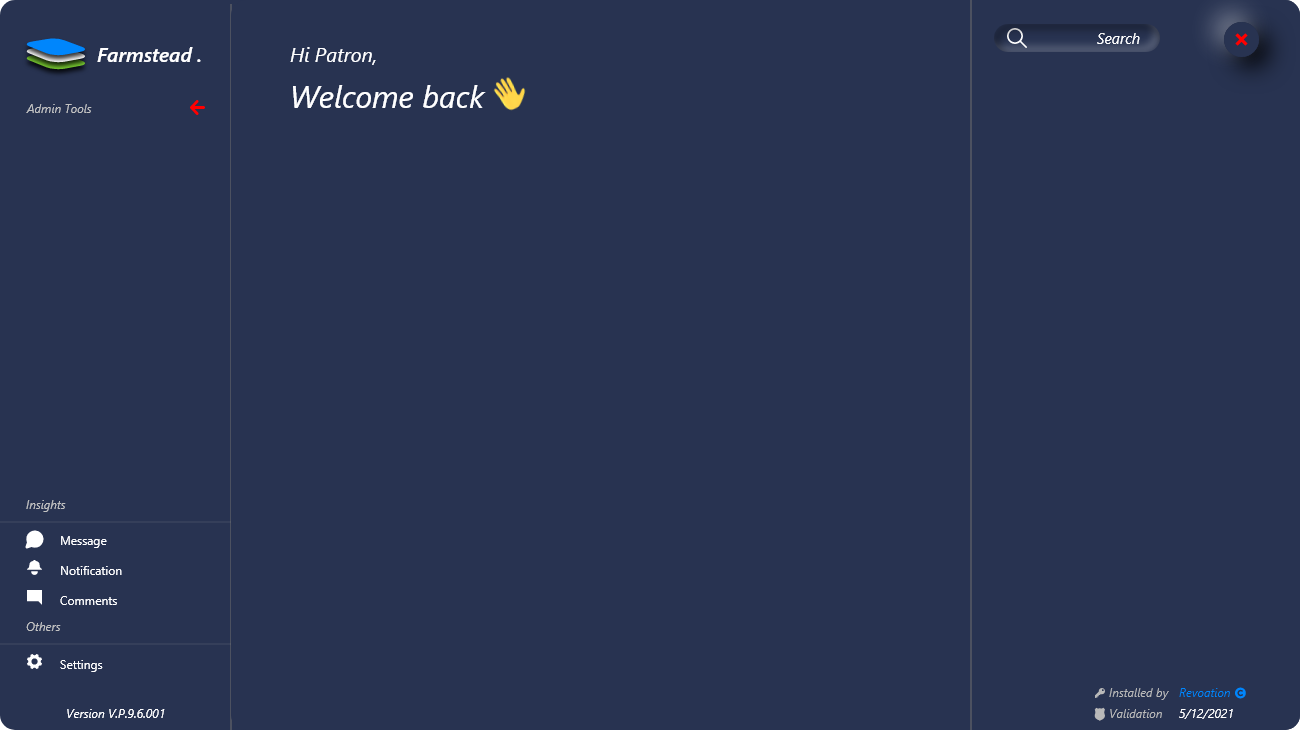 Farmstead .
Admin Tools
Insights
Message
Notification
Comments
Others
Settings
Version V.P.9.6.001
Hi Patron,
Welcome back
Search
Installed by Revoation
Validation 5/12/2021